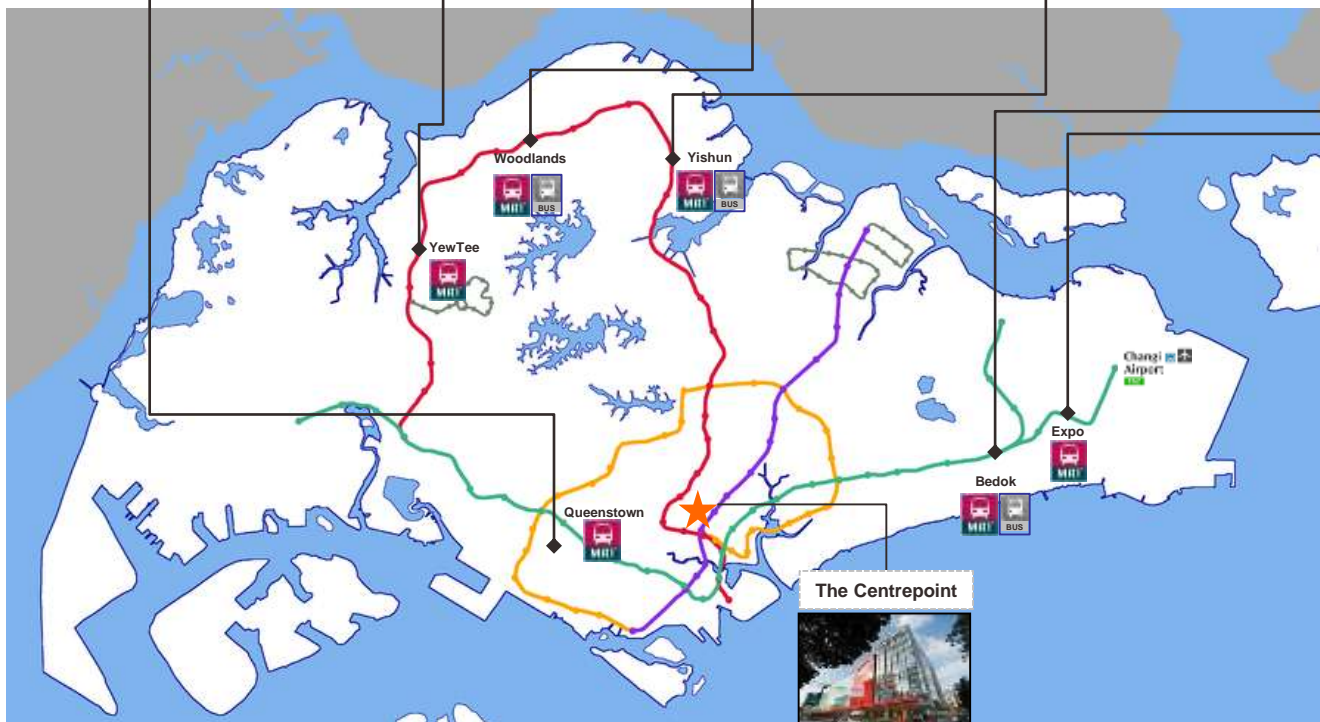 Woodlands
MRT
BUS
Yishun
MRT
BUS
YewTee
MRT
Changi
Airport
Expo
MRT
Bedok
MRT
BUS
Queenstown
MRT
The Centrepoint